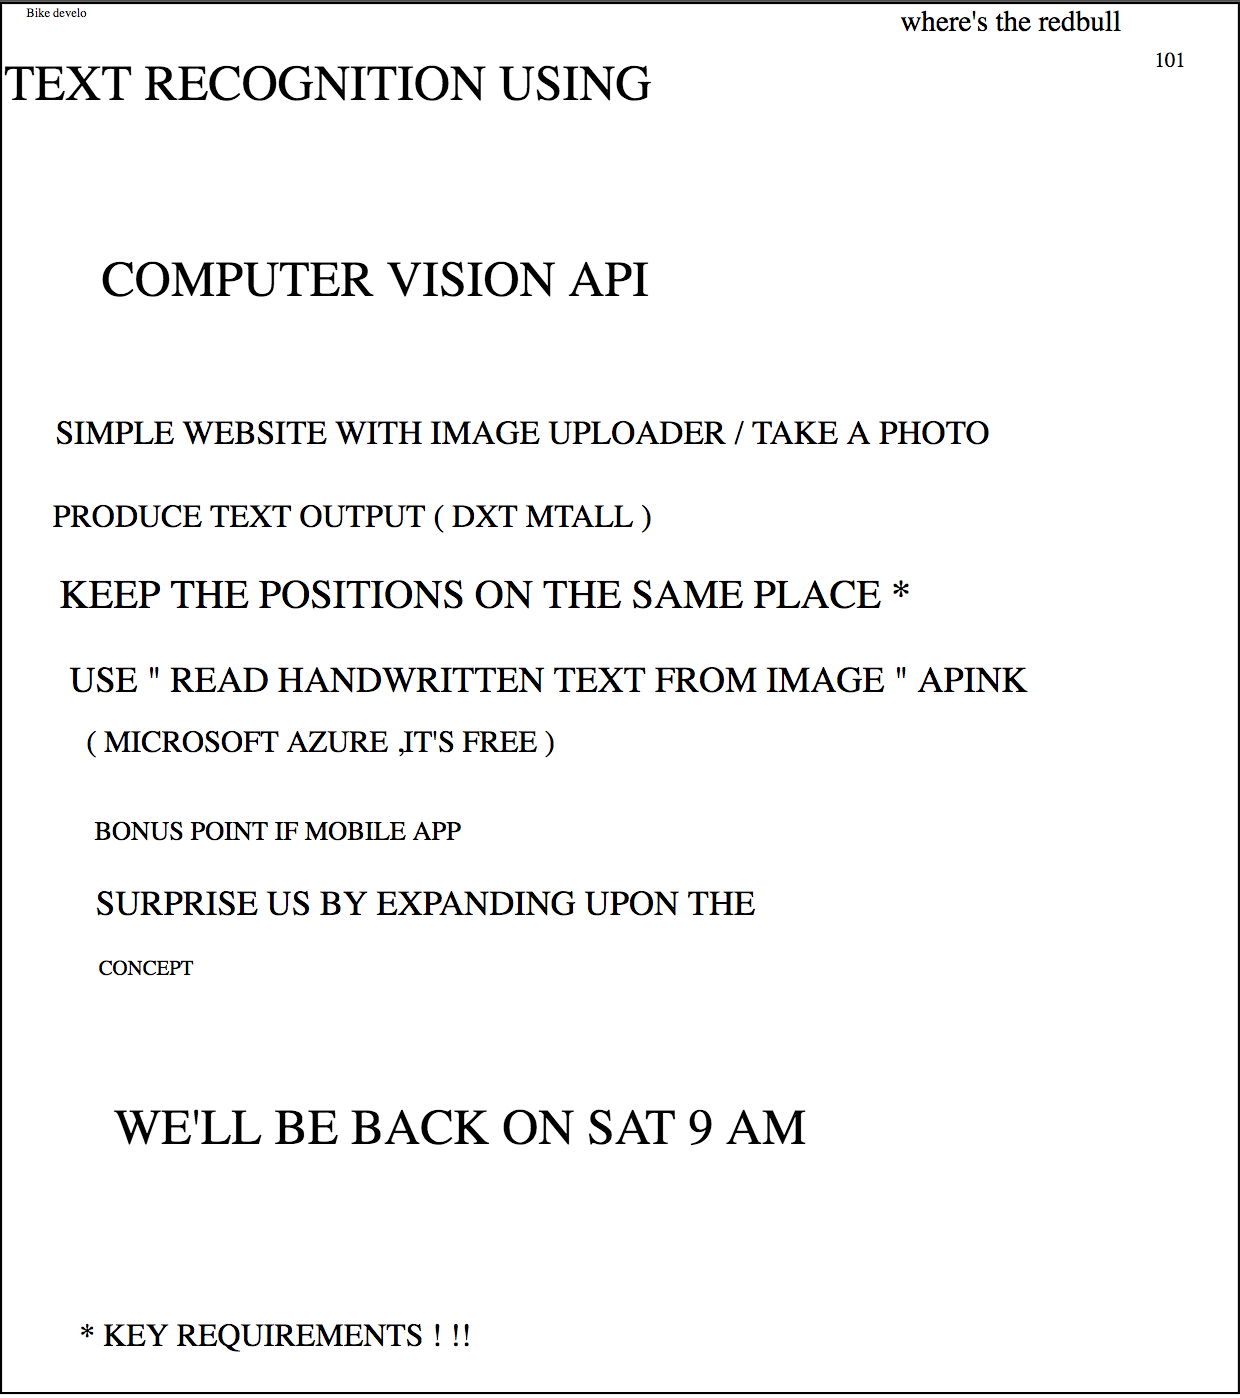 Bike develo
where's the redbull
101
TEXT RECOGNITION USING
COMPUTER VISION API
SIMPLE WEBSITE WITH IMAGE UPLOADER / TAKE A PHOTO
PRODUCE TEXT OUTPUT ( DXT MTALL )
KEEP THE POSITIONS ON THE SAME PLACE *
USE " READ HANDWRITTEN TEXT FROM IMAGE " APINK
( MICROSOFT AZURE ,IT'S FREE )
BONUS POINT IF MOBILE APP
SURPRISE US BY EXPANDING UPON THE
CONCEPT
WE'LL BE BACK ON SAT 9 AM
* KEY REQUIREMENTS ! !!